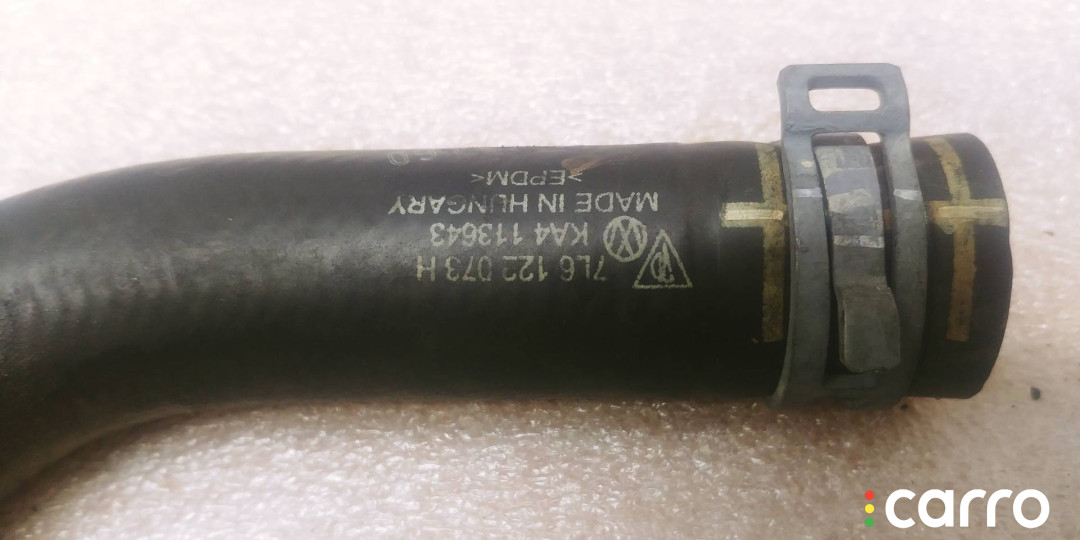 7L6 122 073 H
KA4 113643
MADE IN HUNGARY
>EPDM<
carro